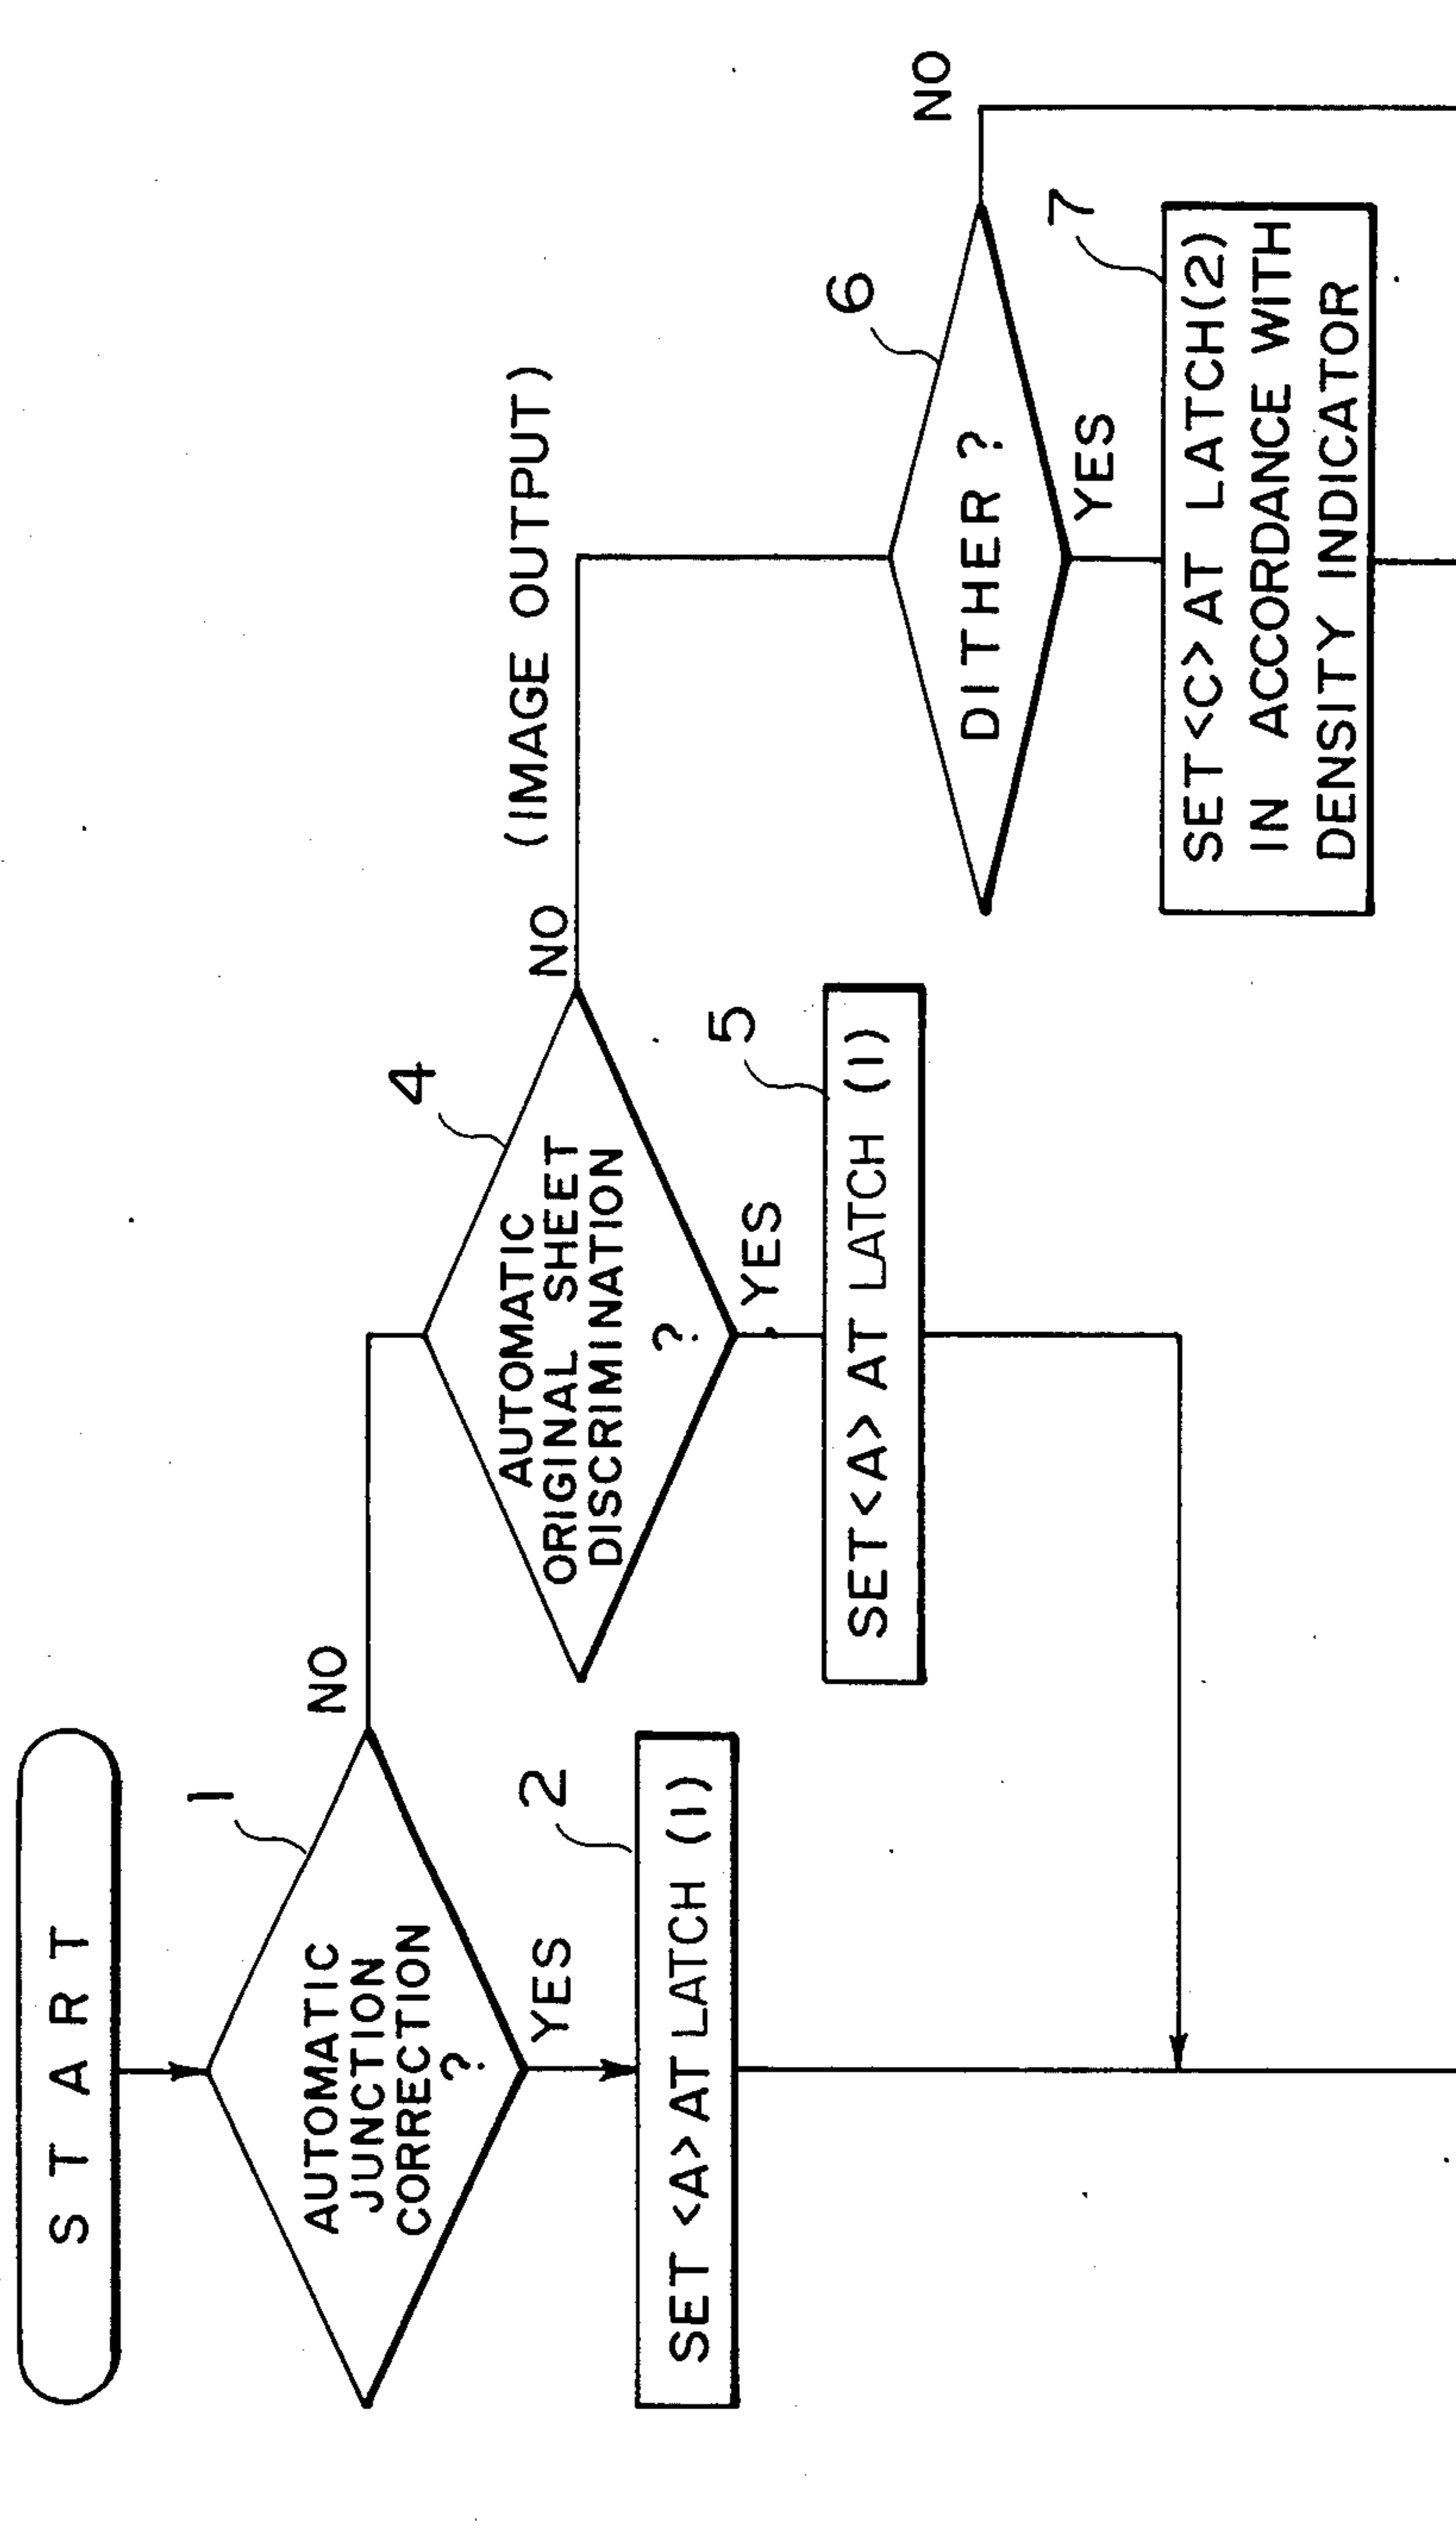 START
1
AUTOMATIC
JUNCTION
CORRECTION
?
NO
YES
2
SET <A> AT LATCH (1)
4
AUTOMATIC
ORIGINAL SHEET
DISCRIMINATION
?
NO
(IMAGE OUTPUT)
YES
5
SET <A> AT LATCH (1)
6
DITHER ?
NO
YES
7
SET <C> AT LATCH(2)
IN ACCORDANCE WITH
DENSITY INDICATOR